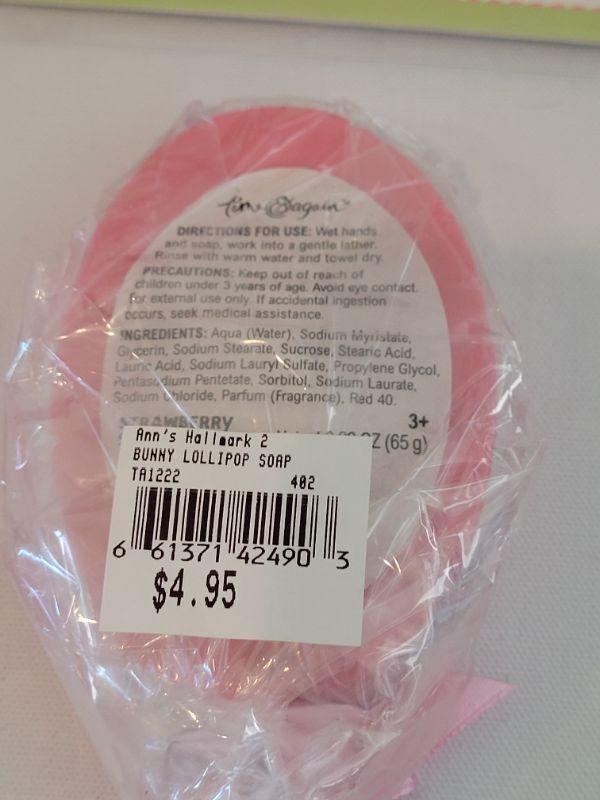 time & again
DIRECTIONS FOR USE: Wet hands
and soap, work into a gentle lather.
Rinse with warm water and towel dry.
PRECAUTIONS: Keep out of reach of
children under 3 years of age. Avoid eye contact.
For external use only. If accidental ingestion
occurs, seek medical assistance.
INGREDIENTS: Aqua (Water), Sodium Myristate,
Glycerin, Sodium Stearate, Sucrose, Stearic Acid,
Lauric Acid, Sodium Lauryl Sulfate, Propylene Glycol,
Pentasodium Pentetate, Sorbitol, Sodium Laurate,
Sodium Chloride, Parfum (Fragrance), Red 40.
STRAWBERRY 3+
OZ (65 g)
Ann's Hallmark 2
BUNNY LOLLIPOP SOAP
TA1222 402
6 61371 42490 3
$4.95